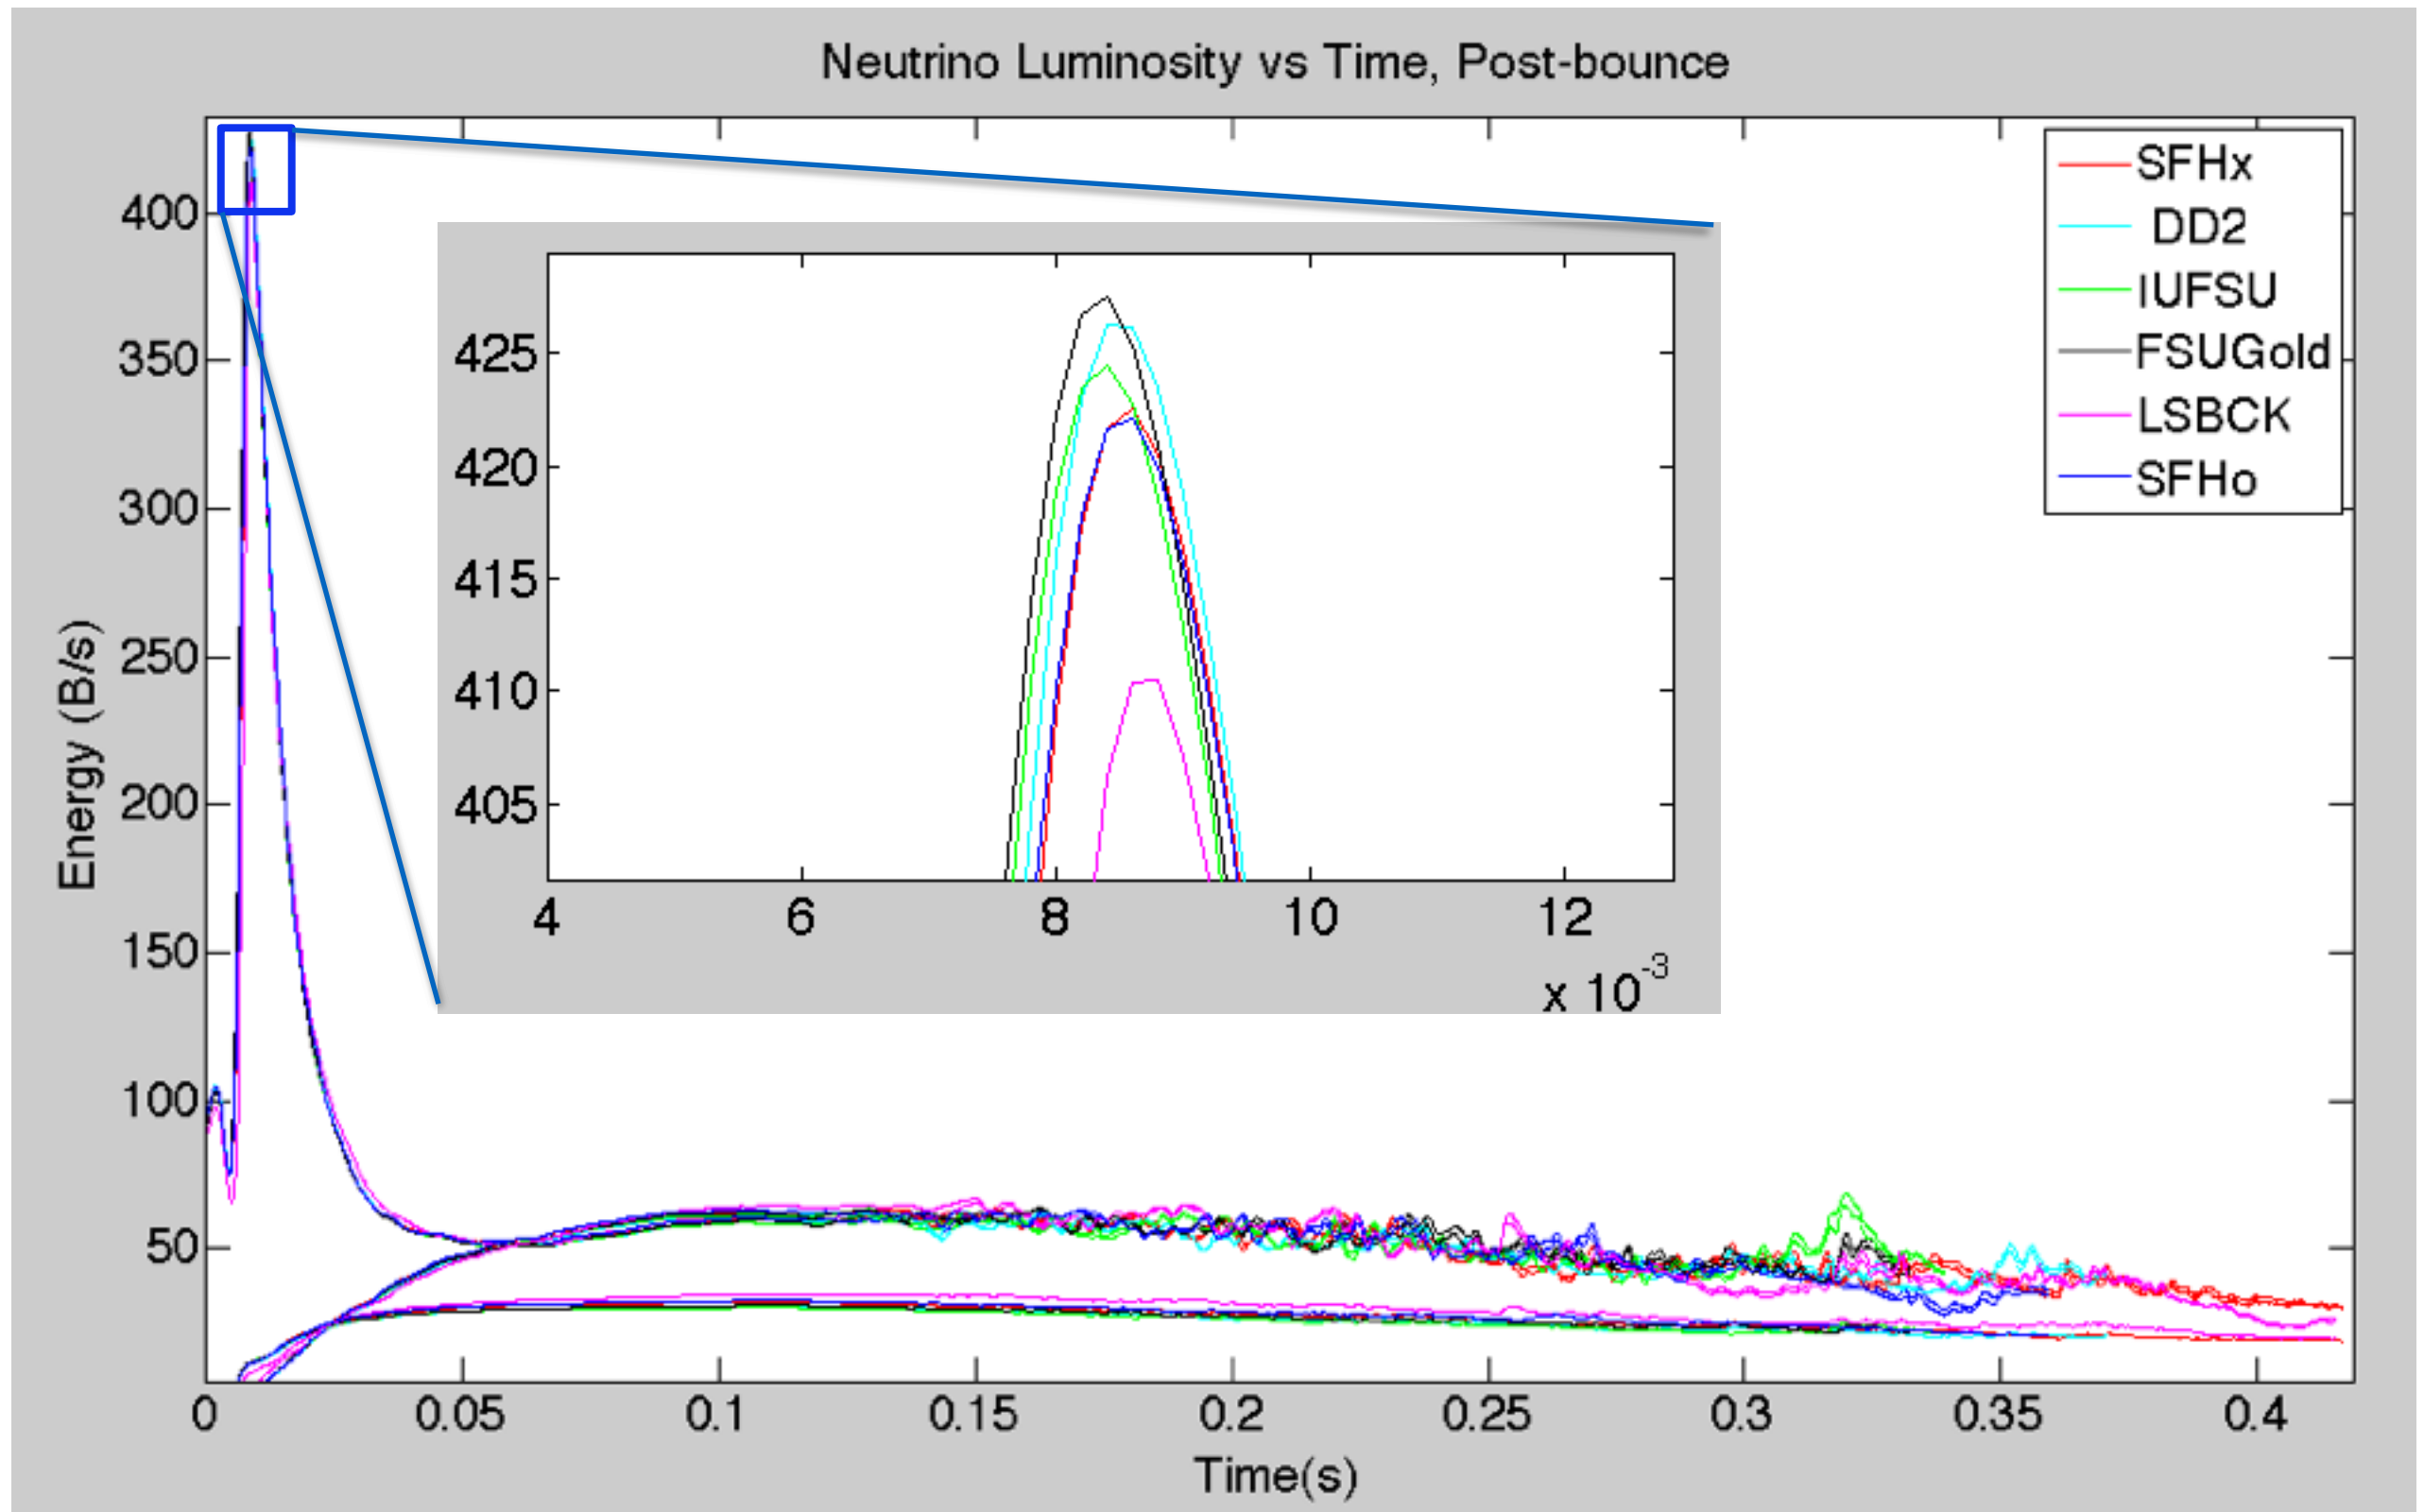 Neutrino Luminosity vs Time, Post-bounce
SFHx
DD2
IUFSU
FSUGold
LSBCK
SFHo
Energy (B/s)
400
350
300
250
200
150
100
50
425
420
415
410
405
4 6 8 10 12
x 10-3
0 0.05 0.1 0.15 0.2 0.25 0.3 0.35 0.4
Time(s)